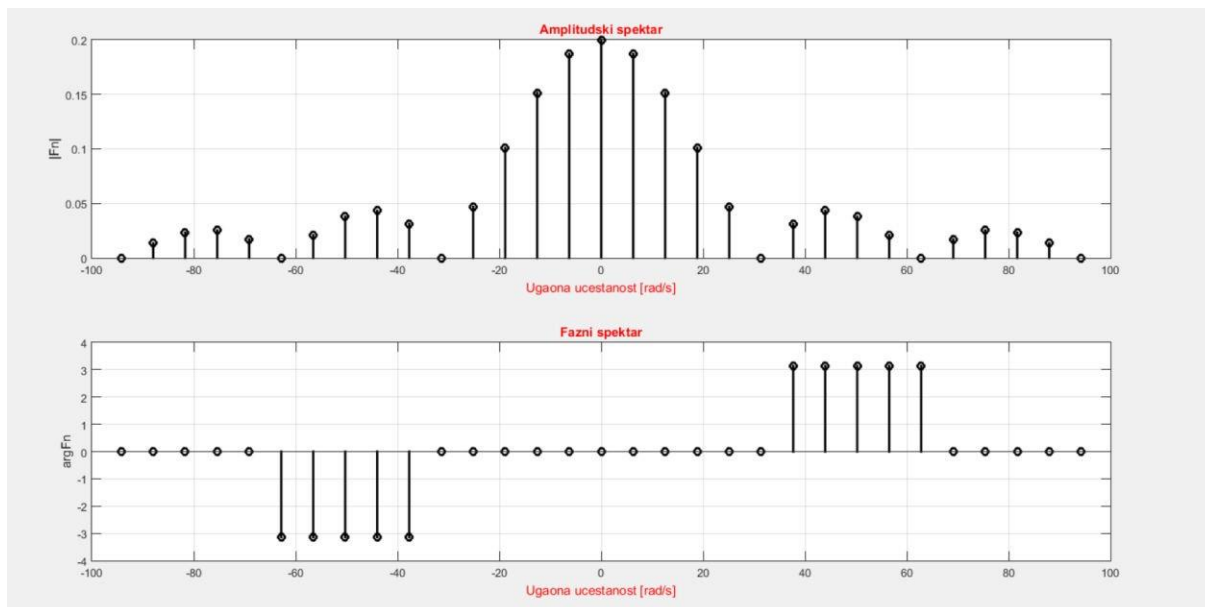 Amplitudski spektar
0.2
0.15
0.1
0.05
0
|Fn|
-100 -80 -60 -40 -20 0 20 40 60 80 100
Ugaona ucestanost [rad/s]
Fazni spektar
4
3
2
1
0
-1
-2
-3
-4
argFn
-100 -80 -60 -40 -20 0 20 40 60 80 100
Ugaona ucestanost [rad/s]